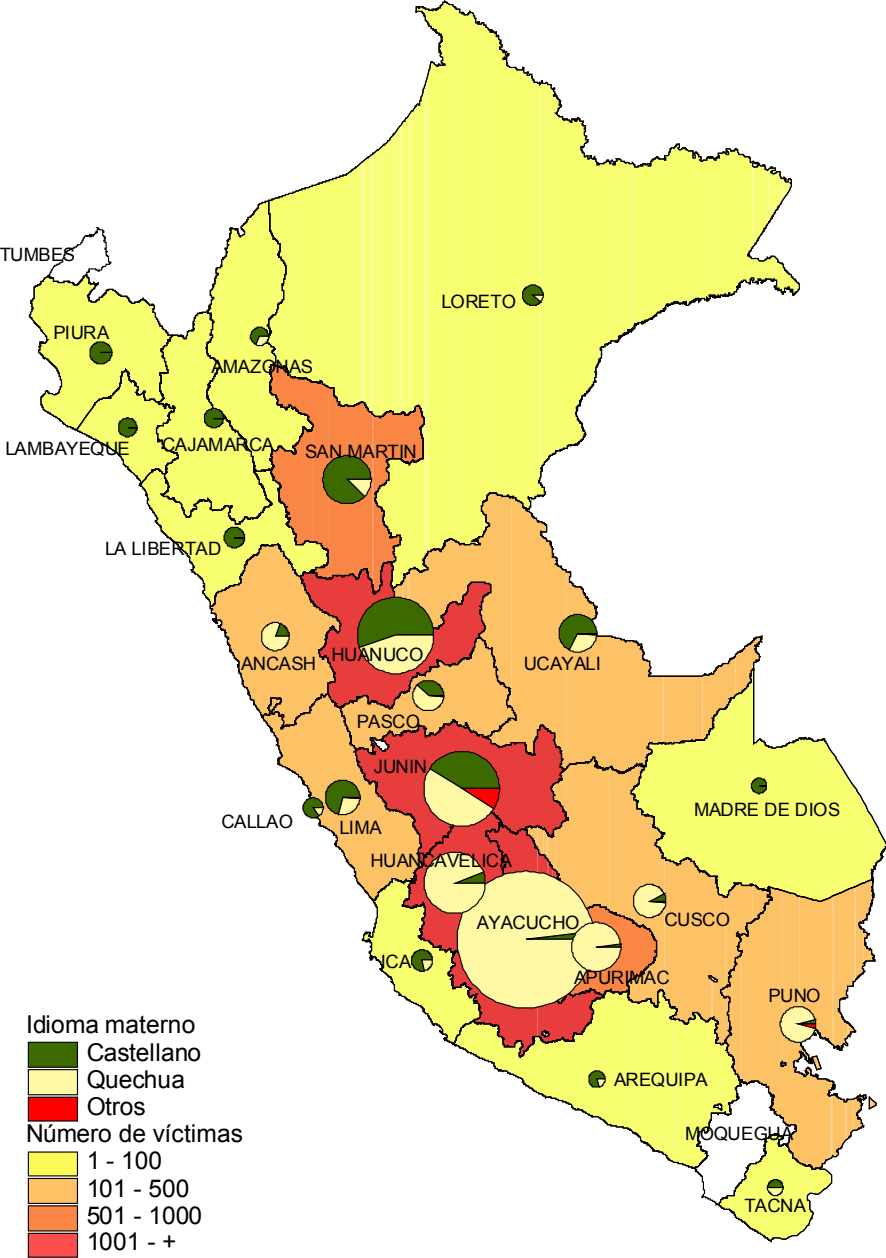 TUMBES
LORETO
PIURA
AMAZONAS
LAMBAYEQUE
CAJAMARCA
SAN MARTIN
LA LIBERTAD
HUANUCO
ANCASH
UCAYALI
PASCO
JUNIN
MADRE DE DIOS
CALLAO
LIMA
HUANCAVELICA
AYACUCHO
CUSCO
ICA
APURIMAC
PUNO
AREQUIPA
MOQUEGUA
TACNA
Idioma materno
Castellano
Quechua
Otros
Número de víctimas
1 - 100
101 - 500
501 - 1000
1001 - +